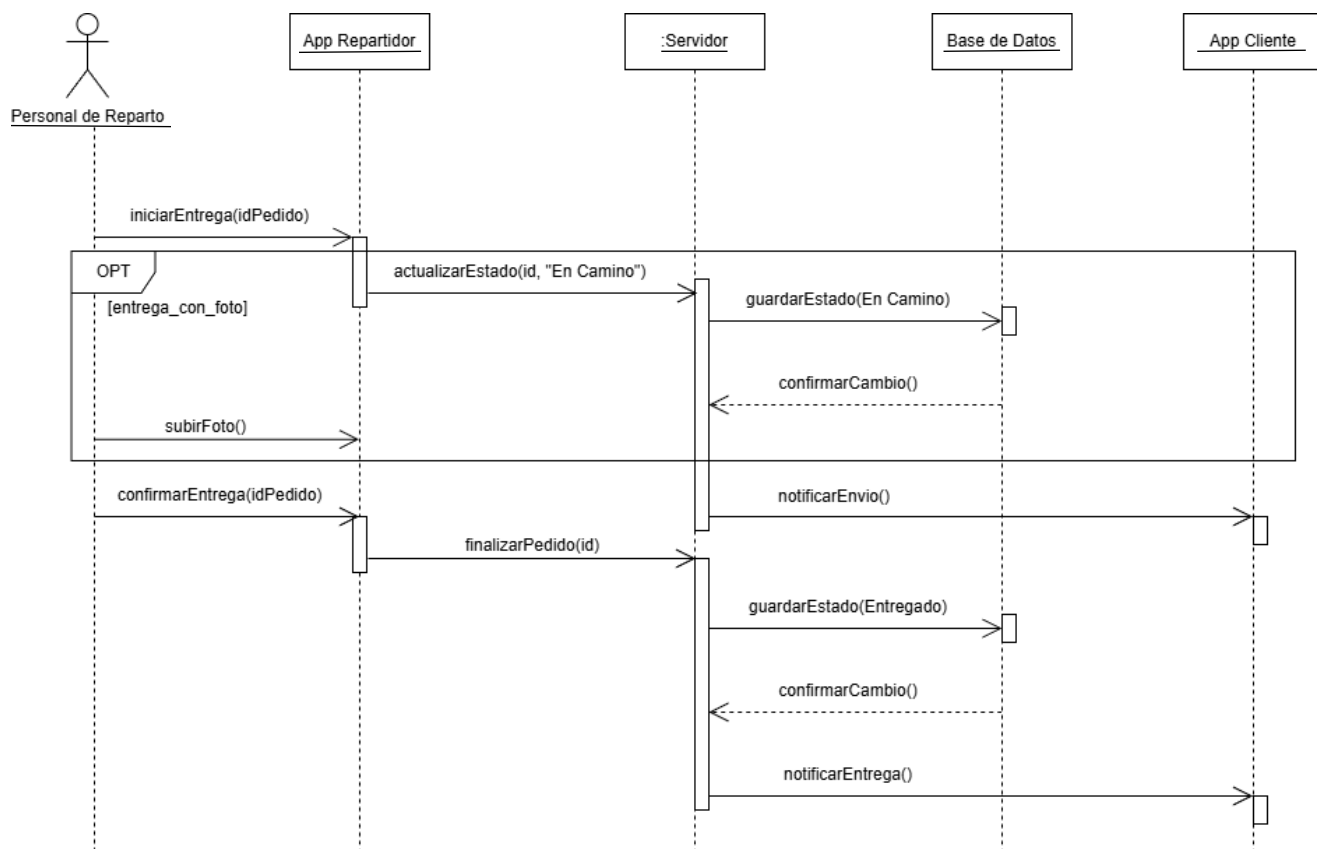 App Repartidor
:Servidor
Base de Datos
App Cliente
Personal de Reparto
iniciarEntrega(idPedido)
OPT
actualizarEstado(id, "En Camino")
[entrega_con_foto]
guardarEstado(En Camino)
confirmarCambio()
subirFoto()
confirmarEntrega(idPedido)
notificarEnvio()
finalizarPedido(id)
guardarEstado(Entregado)
confirmarCambio()
notificarEntrega()